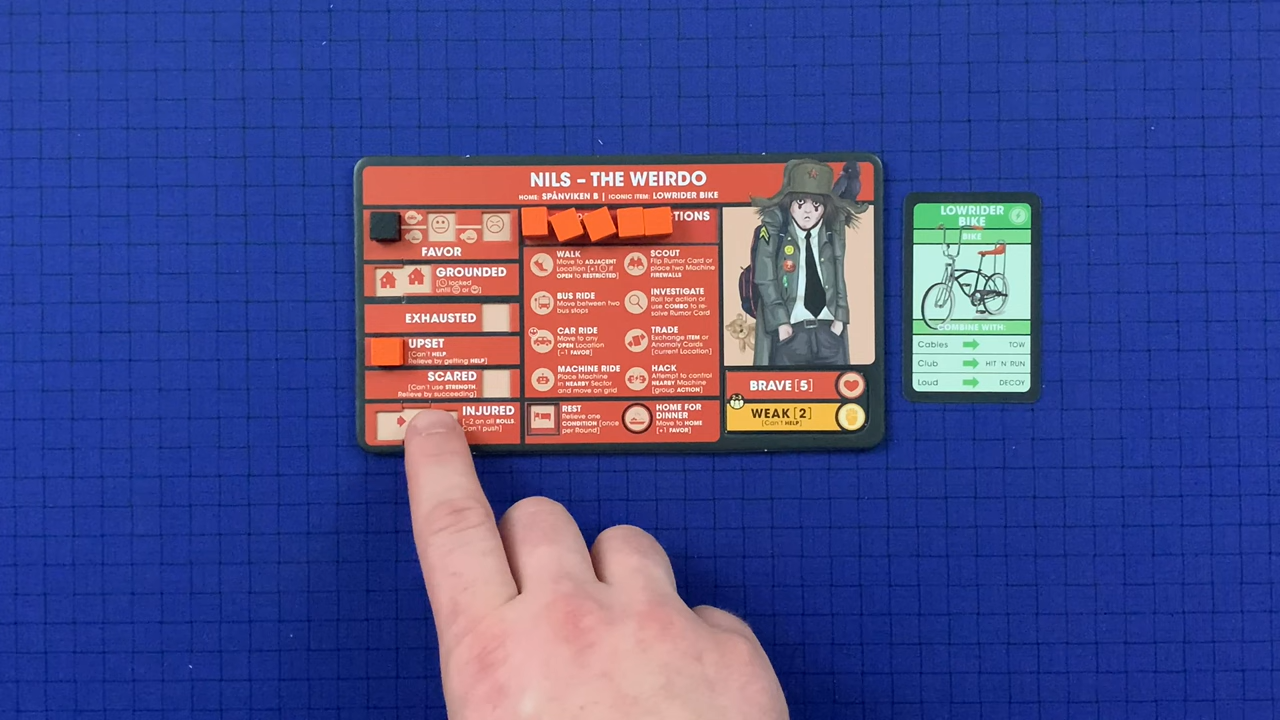 NILS – THE WEIRDO
HOME: SPÅNVIKEN B | ICONIC ITEM: LOWRIDER BIKE
FAVOR
GROUNDED
until
EXHAUSTED
UPSET
[Can't HELP.
Relieve by getting HELP]
SCARED
[Can't use STRENGTH.
Relieve by succeeding]
INJURED
[-2 on all ROLLS.
Can't push]
TIONS
WALK
Move to ADJACENT
Location [+1 if
OPEN to RESTRICTED]
BUS RIDE
Move between two
bus stops
CAR RIDE
Move to any
OPEN Location
[-1 FAVOR]
MACHINE RIDE
Place Machine
in NEARBY Sector
and move on grid
REST
Relieve one
CONDITION [once
per Round]
SCOUT
Flip Rumor Card or
place two Machine
FIREWALLS
INVESTIGATE
Roll for action or
use COMBO to re-
solve Rumor Card
TRADE
Exchange ITEM or
Anomaly Cards
[current Location]
HACK
Attempt to control
NEARBY Machine
[group ACTION]
HOME FOR
DINNER
Move to HOME
[+1 FAVOR]
BRAVE [5]
2-3
WEAK [2]
[Can't HELP]
LOWRIDER
BIKE
BIKE
COMBINE WITH:
Cables TOW
Club HIT 'N' RUN
Loud DECOY